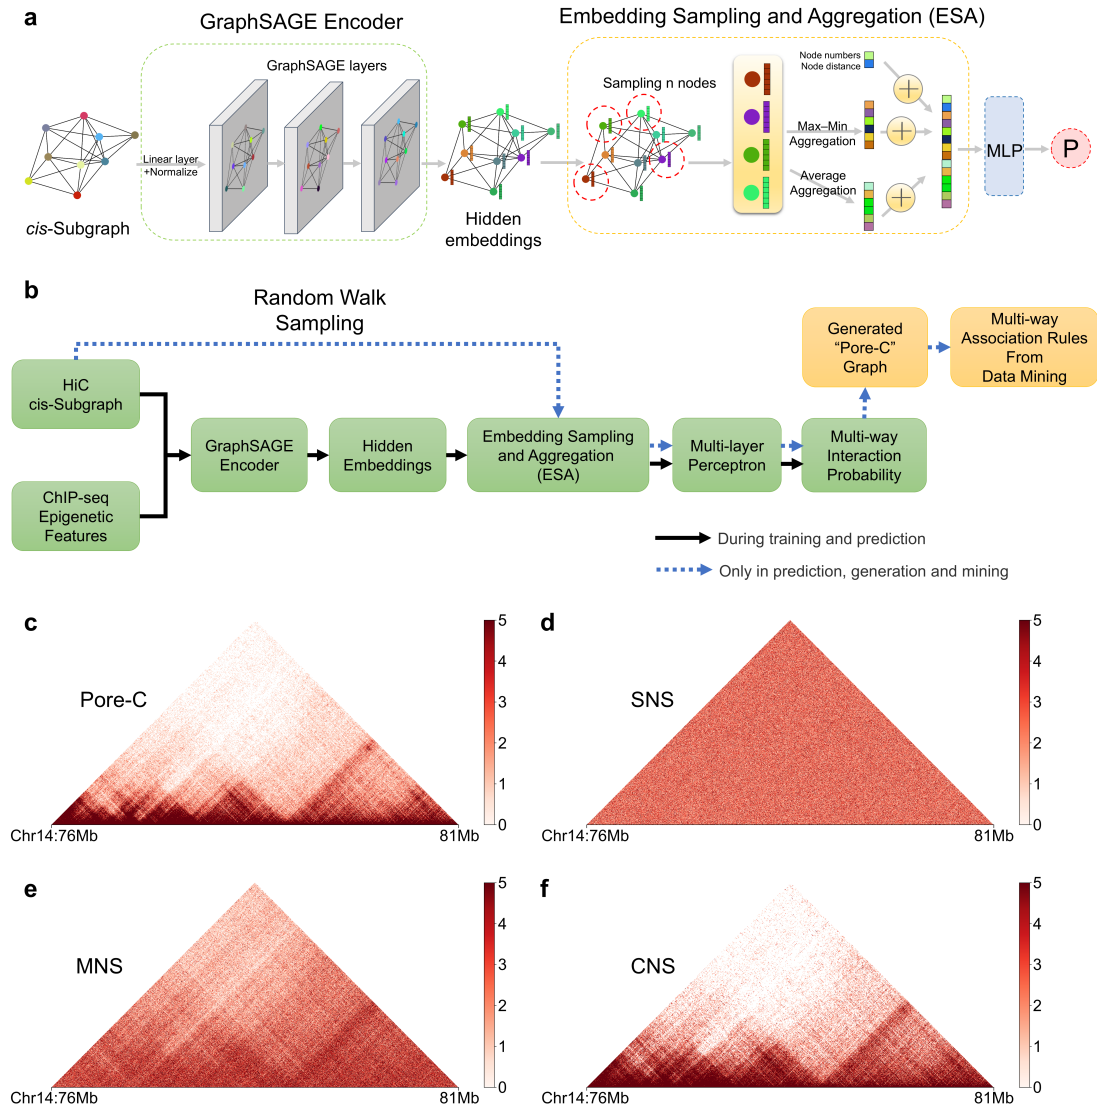 a
GraphSAGE Encoder
Embedding Sampling and Aggregation (ESA)
GraphSAGE layers
Linear layer
+Normalize
cis-Subgraph
Hidden
embeddings
Sampling n nodes
Node numbers
Node distance
Max–Min
Aggregation
Average
Aggregation
MLP
P
b
Random Walk
Sampling
HiC
cis-Subgraph
ChIP-seq
Epigenetic
Features
GraphSAGE
Encoder
Hidden
Embeddings
Embedding Sampling
and Aggregation
(ESA)
Multi-layer
Perceptron
Multi-way
Interaction
Probability
Generated
“Pore-C”
Graph
Multi-way
Association Rules
From
Data Mining
During training and prediction
Only in prediction, generation and mining
c
Pore-C
5
4
3
2
1
0
Chr14:76Mb
81Mb
d
SNS
5
4
3
2
1
0
Chr14:76Mb
81Mb
e
MNS
5
4
3
2
1
0
Chr14:76Mb
81Mb
f
CNS
5
4
3
2
1
0
Chr14:76Mb
81Mb